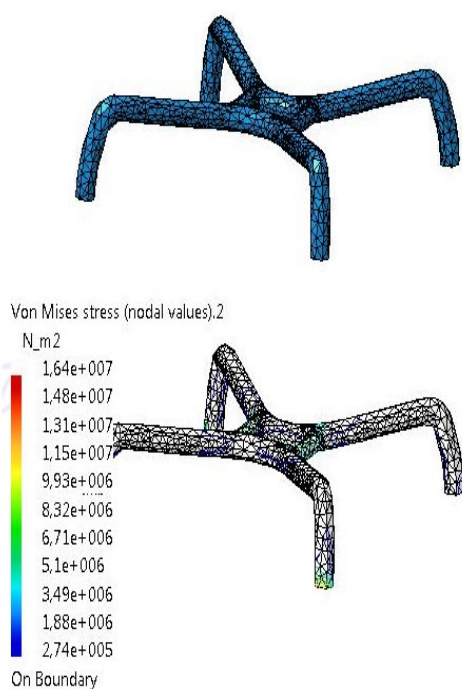 Von Mises stress (nodal values).2
N_m2
1,64e+007
1,48e+007
1,31e+007
1,15e+007
9,93e+006
8,32e+006
6,71e+006
5,1e+006
3,49e+006
1,88e+006
2,74e+005
On Boundary